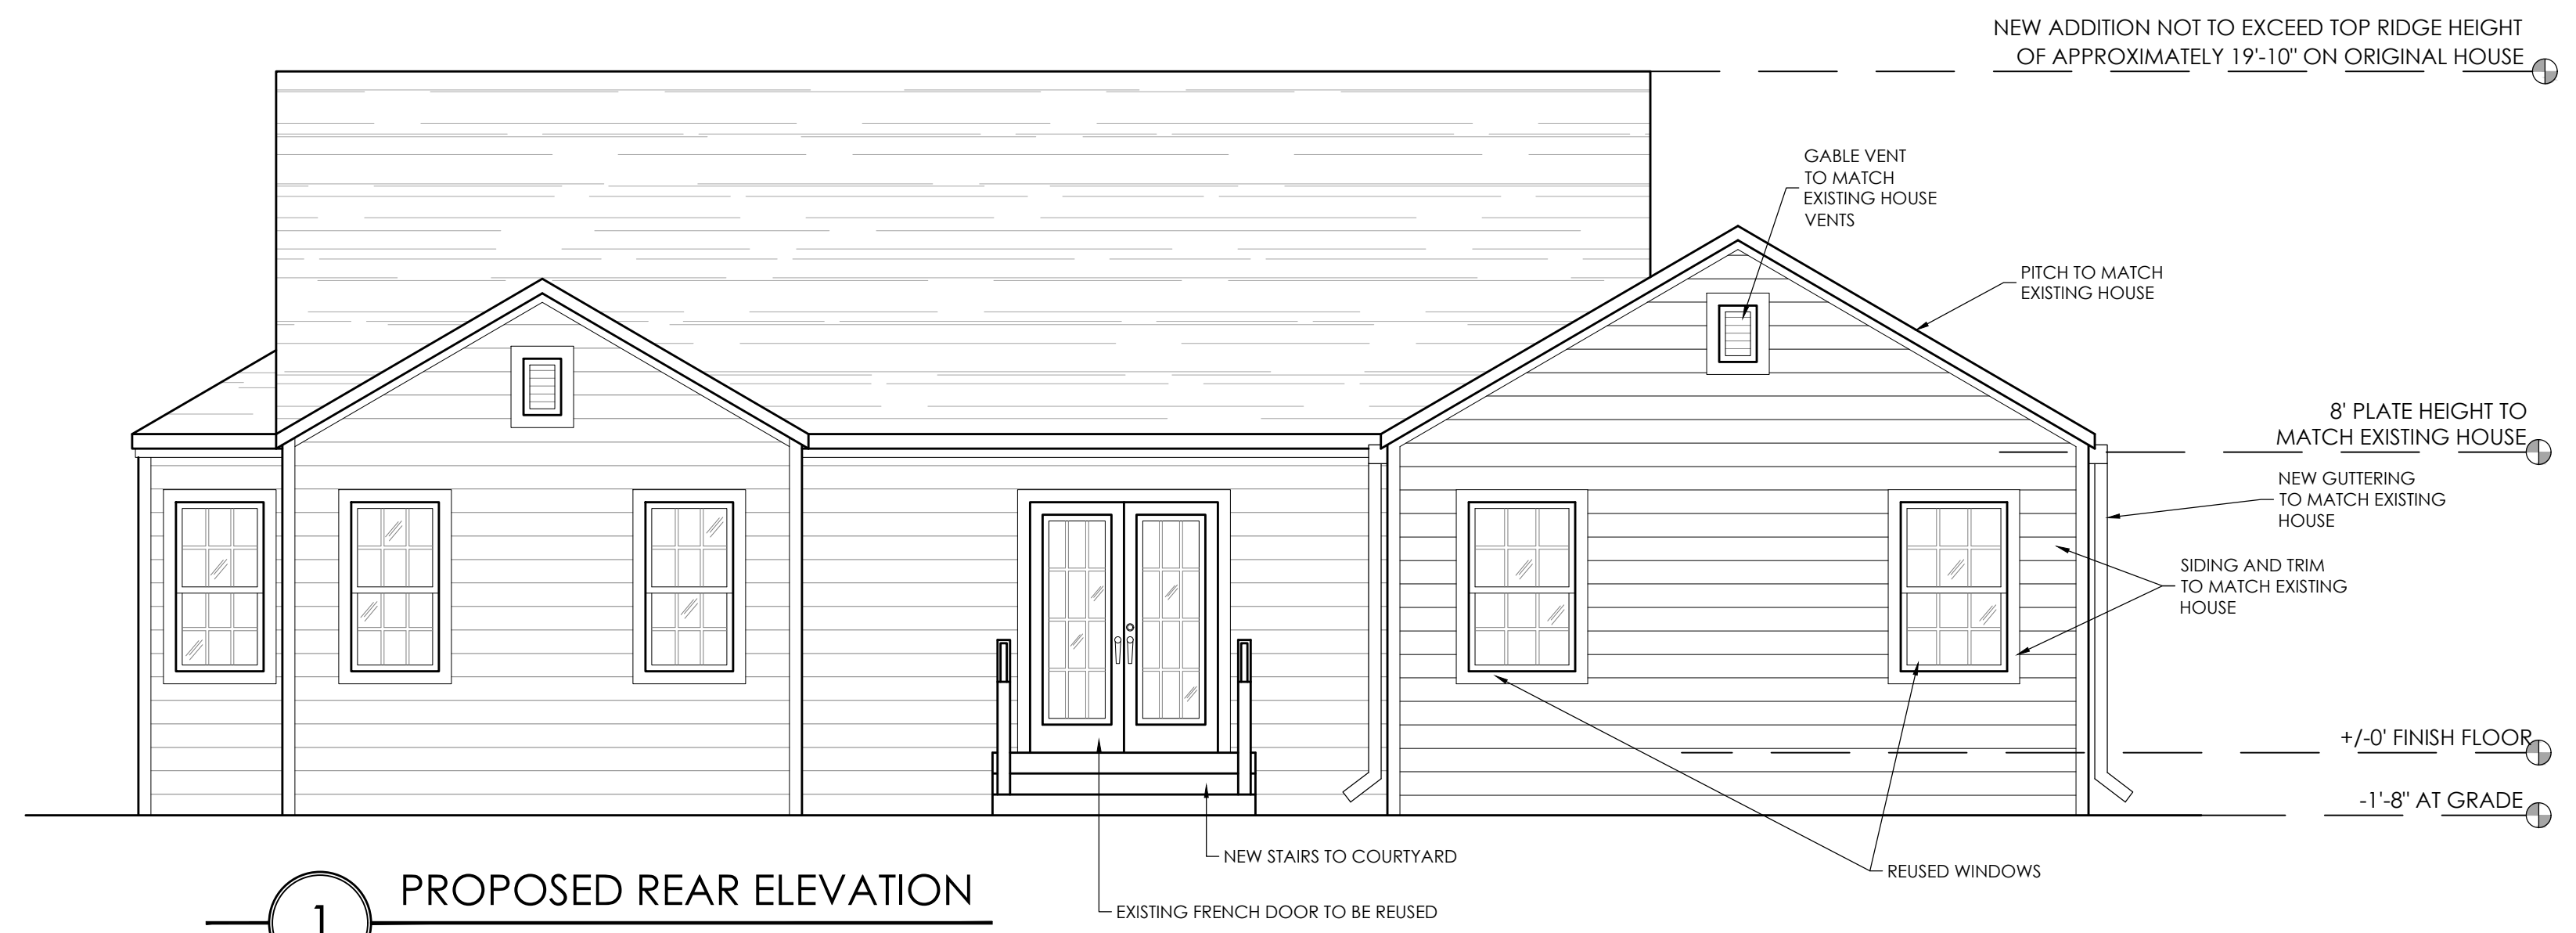 NEW ADDITION NOT TO EXCEED TOP RIDGE HEIGHT
OF APPROXIMATELY 19'-10" ON ORIGINAL HOUSE
GABLE VENT
TO MATCH
EXISTING HOUSE
VENTS
PITCH TO MATCH
EXISTING HOUSE
8' PLATE HEIGHT TO
MATCH EXISTING HOUSE
NEW GUTTERING
TO MATCH EXISTING
HOUSE
SIDING AND TRIM
TO MATCH EXISTING
HOUSE
+/-0' FINISH FLOOR
-1'-8" AT GRADE
NEW STAIRS TO COURTYARD
REUSED WINDOWS
EXISTING FRENCH DOOR TO BE REUSED
1
PROPOSED REAR ELEVATION